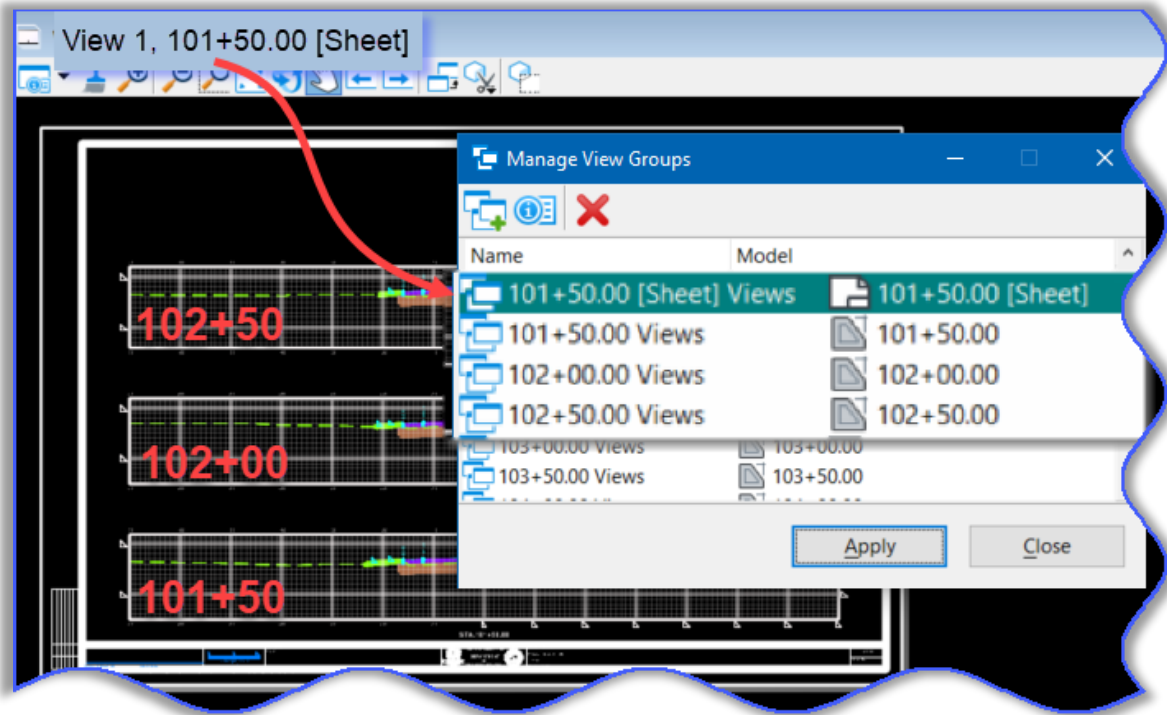 View 1, 101+50.00 [Sheet]
Manage View Groups
Name Model
101+50.00 [Sheet] Views 101+50.00 [Sheet]
101+50.00 Views 101+50.00
102+00.00 Views 102+00.00
102+50.00 Views 102+50.00
103+00.00 Views 103+00.00
103+50.00 Views 103+50.00
Apply Close
102+50
102+00
101+50